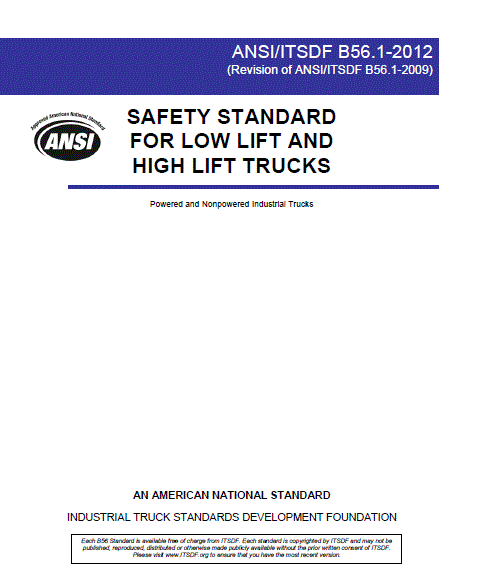 ANSI/ITSDF B56.1-2012
(Revision of ANSI/ITSDF B56.1-2009)
Approved American National Standard
ANSI
SAFETY STANDARD
FOR LOW LIFT AND
HIGH LIFT TRUCKS
Powered and Nonpowered Industrial Trucks
AN AMERICAN NATIONAL STANDARD
INDUSTRIAL TRUCK STANDARDS DEVELOPMENT FOUNDATION
Each B56 Standard is available free of charge from ITSDF. Each standard is copyrighted by ITSDF and may not be
published, reproduced, distributed or otherwise made publicly available without the prior written consent of ITSDF.
Please visit www.ITSDF.org to ensure that you have the most recent version.